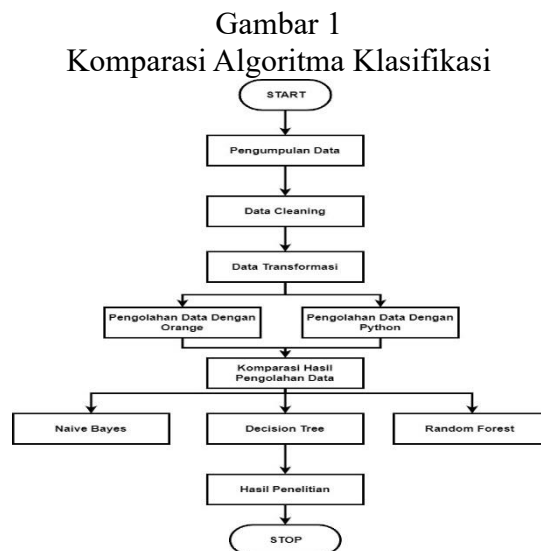 Gambar 1
Komparasi Algoritma Klasifikasi
START
Pengumpulan Data
Data Cleaning
Data Transformasi
Pengolahan Data Dengan
Orange
Pengolahan Data Dengan
Python
Komparasi Hasil
Pengolahan Data
Naive Bayes
Decision Tree
Random Forest
Hasil Penelitian
STOP